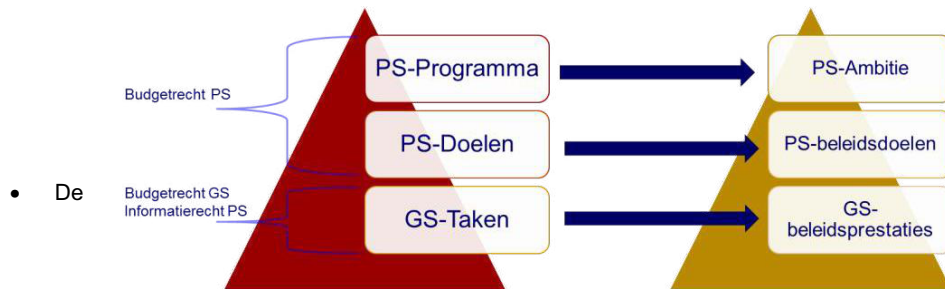 PS-Programma
PS-Ambitie
Budgetrecht PS
PS-Doelen
PS-beleidsdoelen
• De
Budgetrecht GS
Informatierecht PS
GS-Taken
GS-
beleidsprestaties